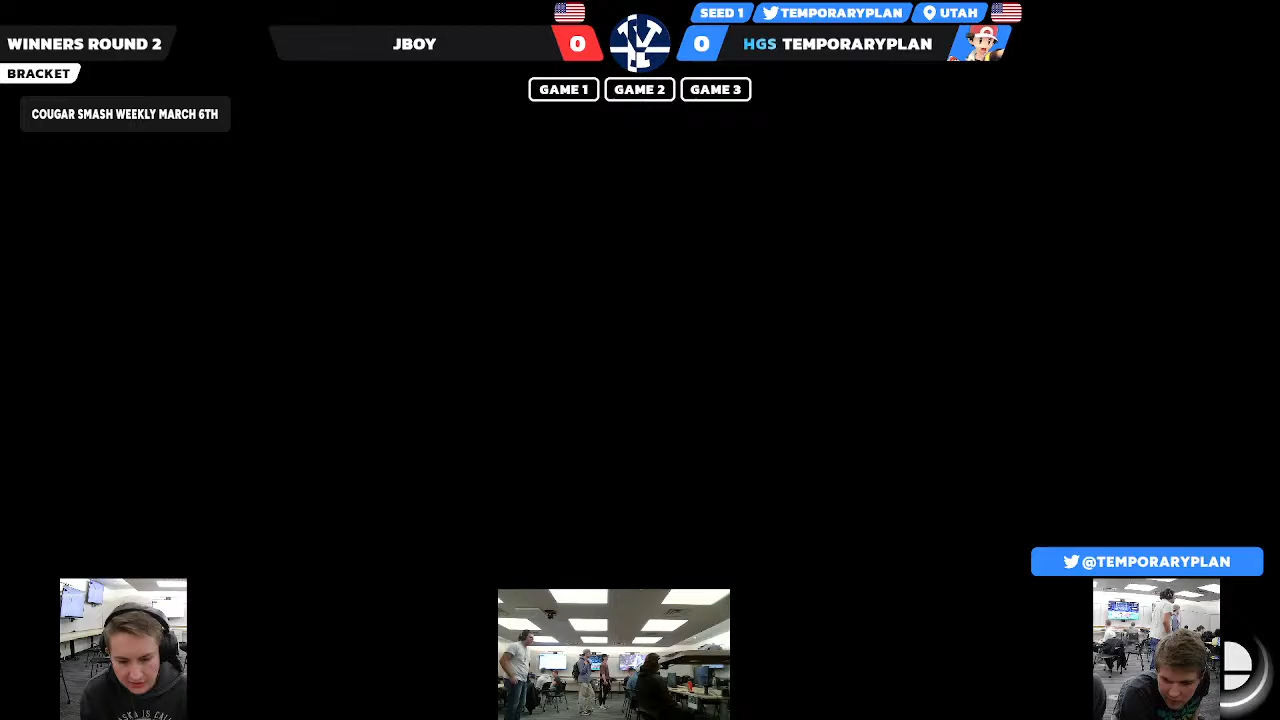 SEED 1
TEMPORARYPLAN
UTAH
WINNERS ROUND 2
JBOY
0
0
HGS TEMPORARYPLAN
BRACKET
GAME 1
GAME 2
GAME 3
COUGAR SMASH WEEKLY MARCH 6TH
@TEMPORARYPLAN